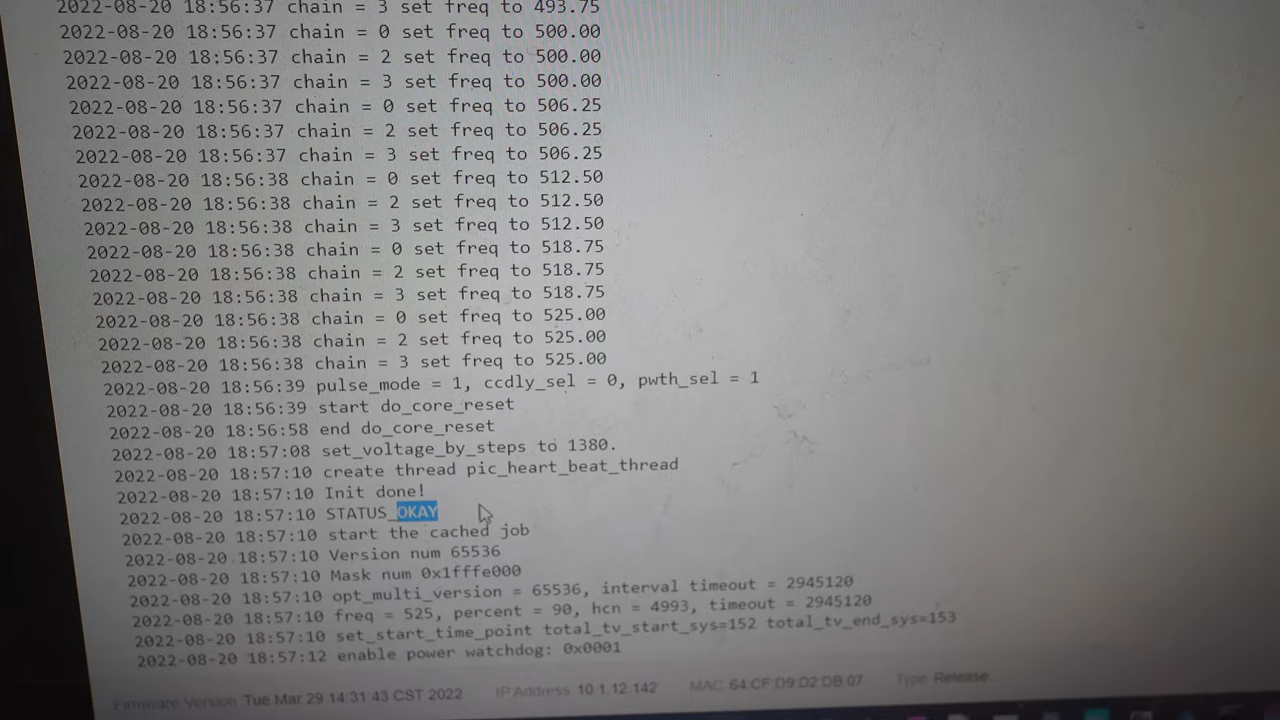 2022-08-20 18:56:37 chain = 3 set freq to 493.75
2022-08-20 18:56:37 chain = 0 set freq to 500.00
2022-08-20 18:56:37 chain = 2 set freq to 500.00
2022-08-20 18:56:37 chain = 3 set freq to 500.00
2022-08-20 18:56:37 chain = 0 set freq to 506.25
2022-08-20 18:56:37 chain = 2 set freq to 506.25
2022-08-20 18:56:37 chain = 3 set freq to 506.25
2022-08-20 18:56:38 chain = 0 set freq to 512.50
2022-08-20 18:56:38 chain = 2 set freq to 512.50
2022-08-20 18:56:38 chain = 3 set freq to 512.50
2022-08-20 18:56:38 chain = 0 set freq to 518.75
2022-08-20 18:56:38 chain = 2 set freq to 518.75
2022-08-20 18:56:38 chain = 3 set freq to 518.75
2022-08-20 18:56:38 chain = 0 set freq to 525.00
2022-08-20 18:56:38 chain = 2 set freq to 525.00
2022-08-20 18:56:38 chain = 3 set freq to 525.00
2022-08-20 18:56:39 pulse_mode = 1, ccdly_sel = 0, pwth_sel = 1
2022-08-20 18:56:39 start do_core_reset
2022-08-20 18:56:58 end do_core_reset
2022-08-20 18:57:08 set_voltage_by_steps to 1380.
2022-08-20 18:57:10 create thread pic_heart_beat_thread
2022-08-20 18:57:10 Init done!
2022-08-20 18:57:10 STATUS_OKAY
2022-08-20 18:57:10 start the cached job
2022-08-20 18:57:10 Version num 65536
2022-08-20 18:57:10 Mask num 0x1fffe000
2022-08-20 18:57:10 opt_multi_version = 65536, interval timeout = 2945120
2022-08-20 18:57:10 freq = 525, percent = 90, hcn = 4993, timeout = 2945120
2022-08-20 18:57:10 set_start_time_point total_tv_start_sys=152 total_tv_end_sys=153
2022-08-20 18:57:12 enable power watchdog: 0x0001
Firmware Version Tue Mar 29 14:31:43 CST 2022 IP Address 10.1.12.142 MAC 64:CF:D9:D2:DB:07 Type Release